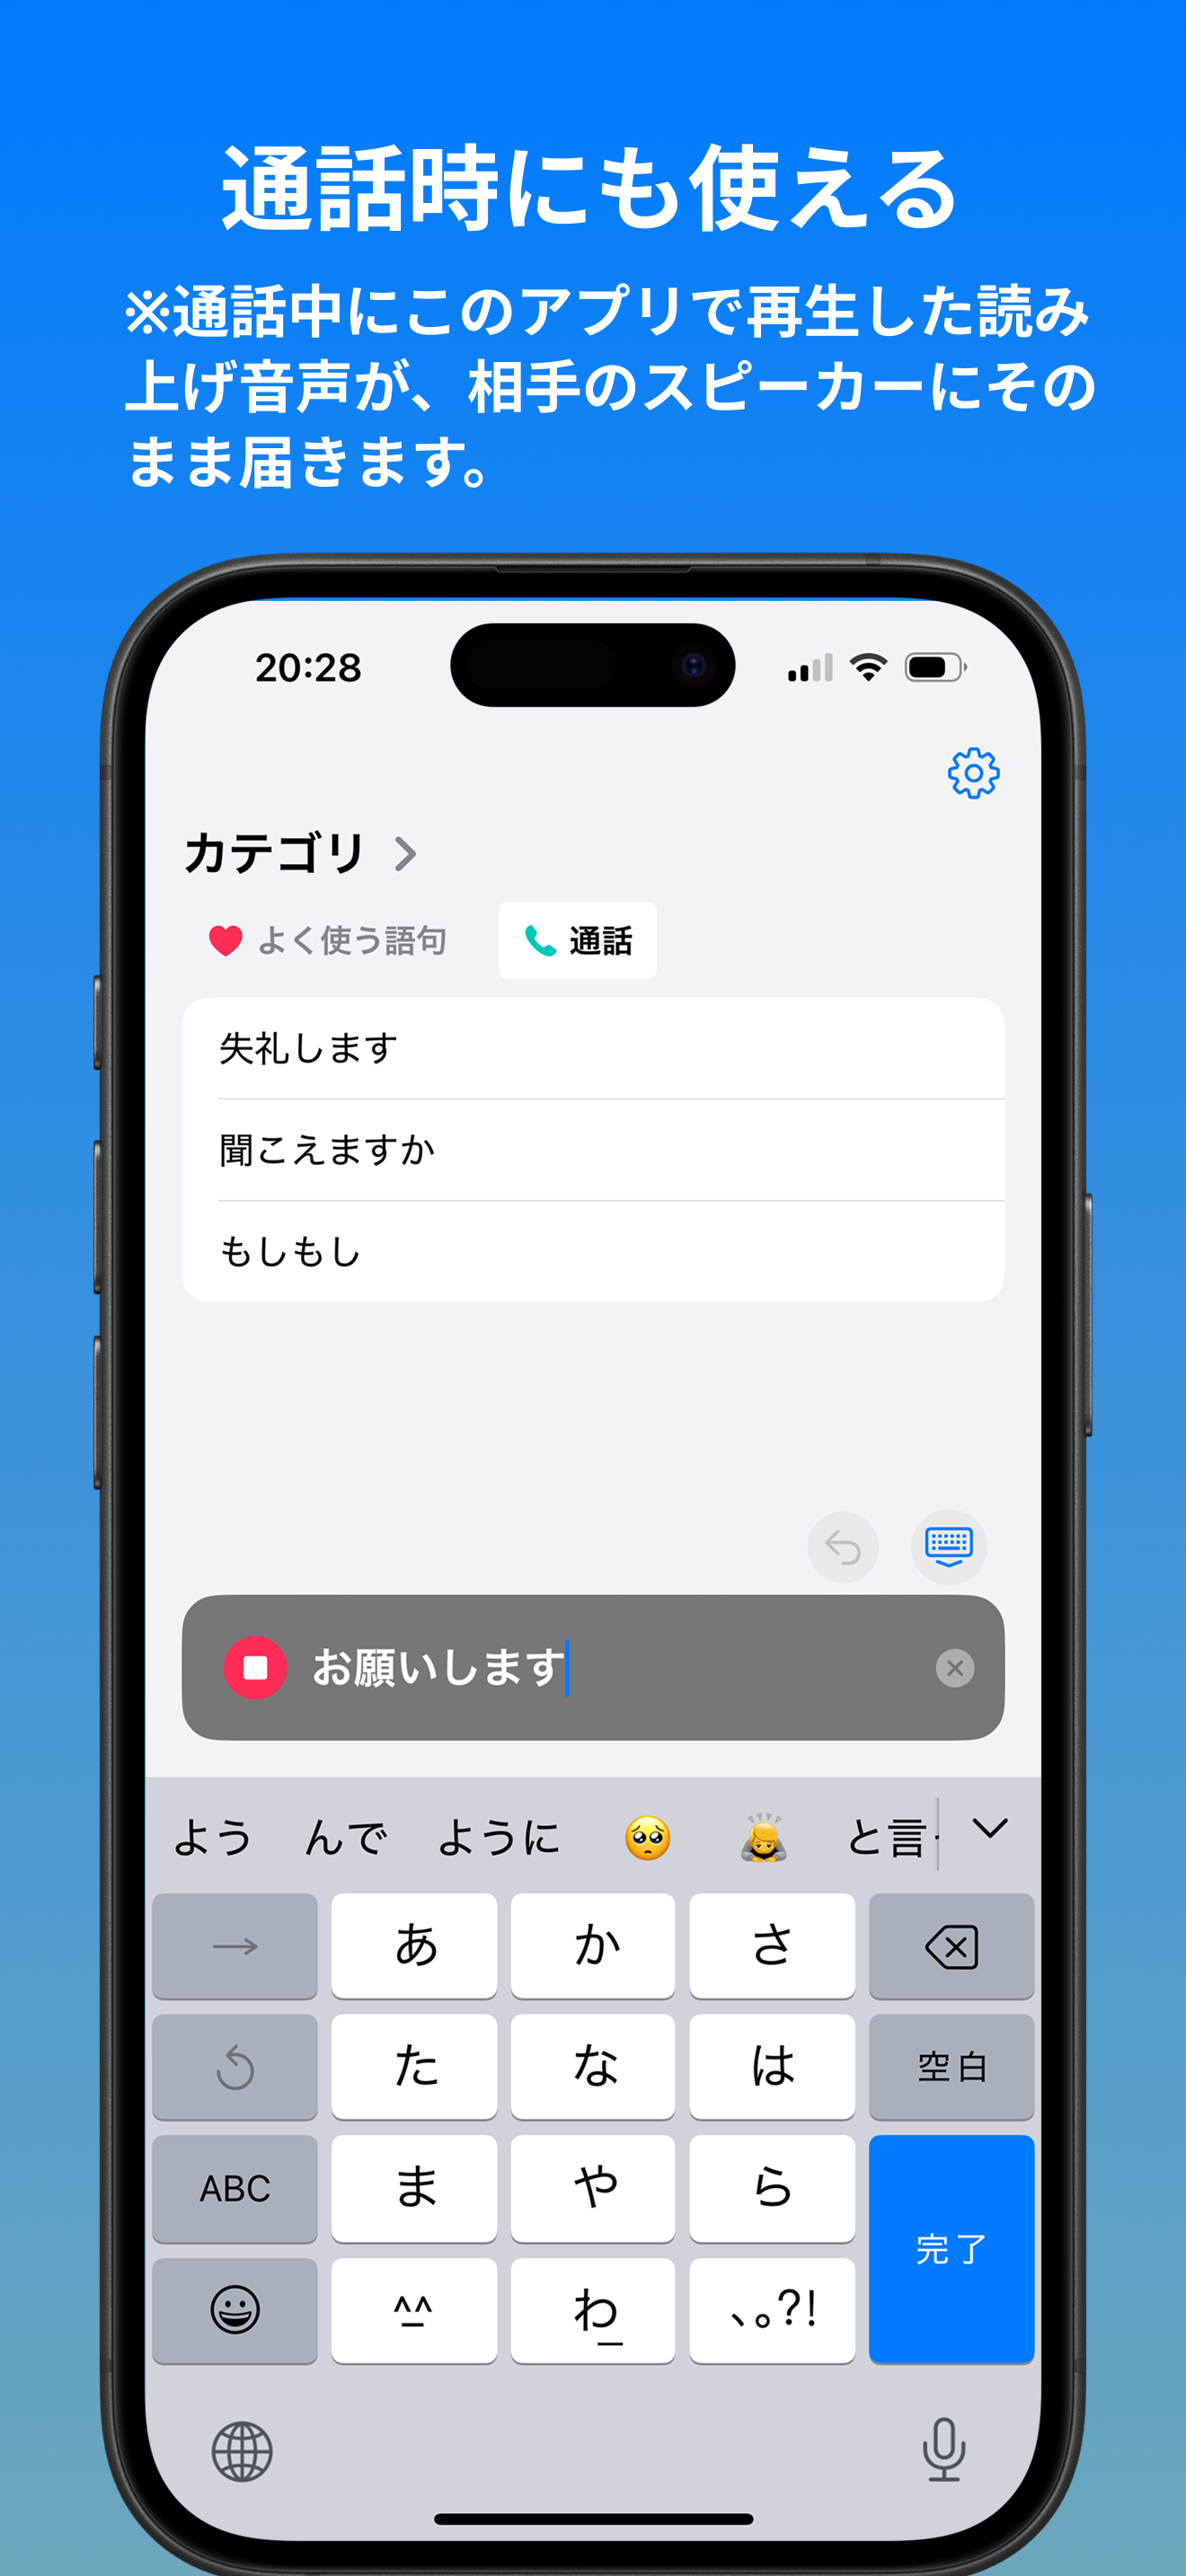 通話時にも使える
※通話中にこのアプリで再生した読み
上げ音声が、相手のスピーカーにその
まま届きます。
20:28
カテゴリ
よく使う語句 通話
失礼します
聞こえますか
もしもし
お願いします
よう んで ように 🥺 🙇 と言
→ あ か さ
た な は 空白
ABC ま や ら
完了
^^ わ 、。?!